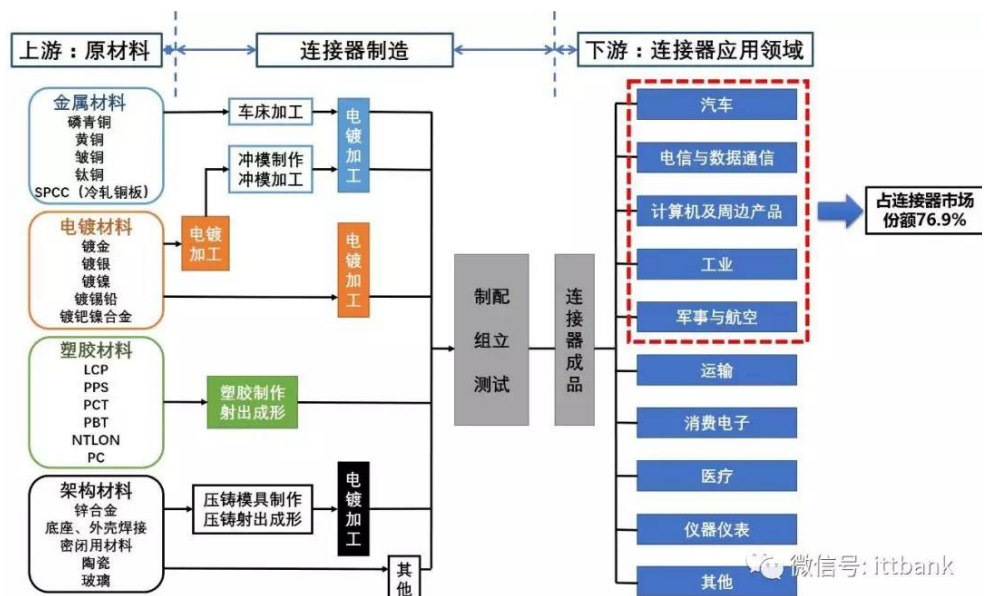 上游：原材料
连接器制造
下游：连接器应用领域
金属材料
磷青铜
黄铜
皱铜
钛铜
SPCC（冷轧铜板）
电镀材料
镀金
镀银
镀镍
镀锡铅
镀钯镍合金
塑胶材料
LCP
PPS
PCT
PBT
NTLON
PC
架构材料
锌合金
底座、外壳焊接
密闭用材料
陶瓷
玻璃
车床加工
冲模制作
冲模加工
电镀加工
电镀
加工
电镀加工
塑胶制作
射出成形
压铸模具制作
压铸射出成形
电镀加工
其他
制配
组立
测试
连接器成品
汽车
电信与数据通信
计算机及周边产品
工业
军事与航空
运输
消费电子
医疗
仪器仪表
其他
占连接器市场
份额76.9%
微信号: ittbank